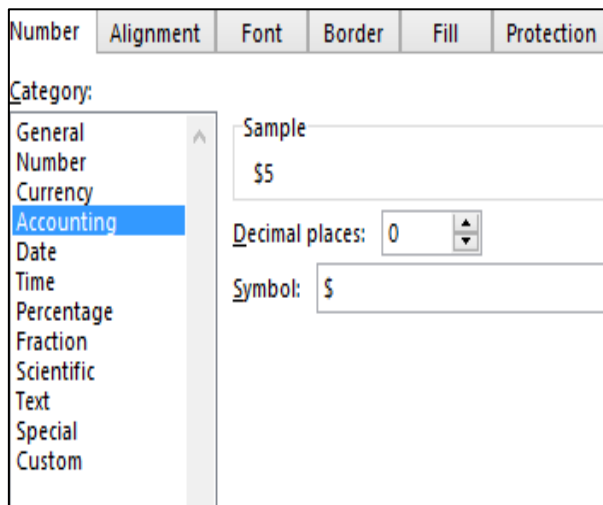 Number Alignment Font Border Fill Protection
Category:
General
Number
Currency
Accounting
Date
Time
Percentage
Fraction
Scientific
Text
Special
Custom
Sample
$5
Decimal places: 0
Symbol: $